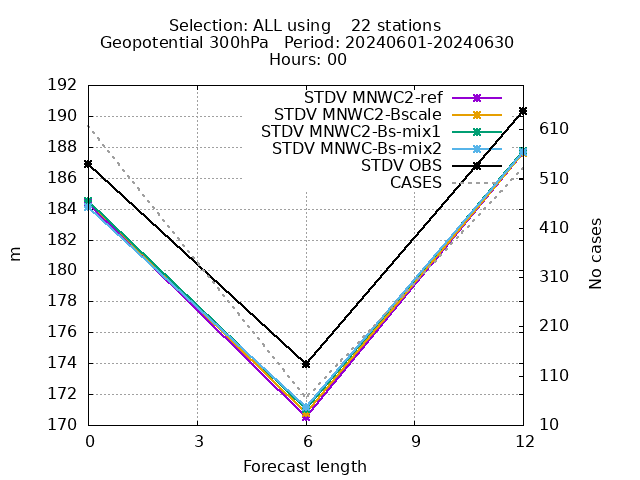 Selection: ALL using    22 stations
Geopotential 300hPa   Period: 20240601-20240630
Hours: 00
STDV MNWC2-ref
STDV MNWC2-Bscale
STDV MNWC2-Bs-mix1
STDV MNWC-Bs-mix2
STDV OBS
CASES
192
190
188
186
184
182
180
178
176
174
172
170
m
610
510
410
310
210
110
10
No cases
0
3
6
9
12
Forecast length